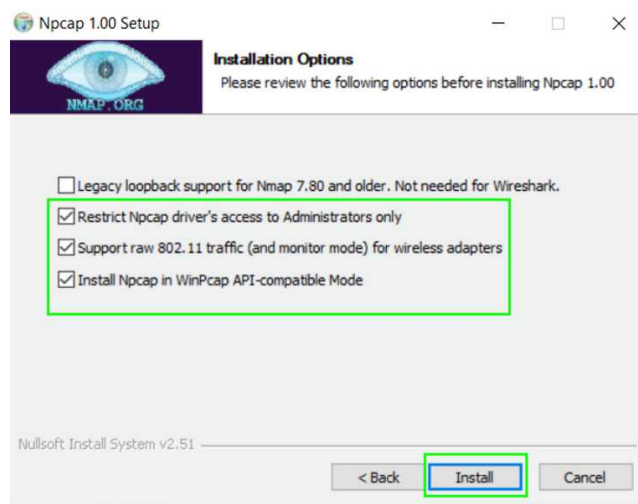 Npcap 1.00 Setup
NMAP.ORG
Installation Options
Please review the following options before installing Npcap 1.00
Legacy loopback support for Nmap 7.80 and older. Not needed for Wireshark.
Restrict Npcap driver's access to Administrators only
Support raw 802.11 traffic (and monitor mode) for wireless adapters
Install Npcap in WinPcap API-compatible Mode
Nullsoft Install System v2.51
< Back Install Cancel